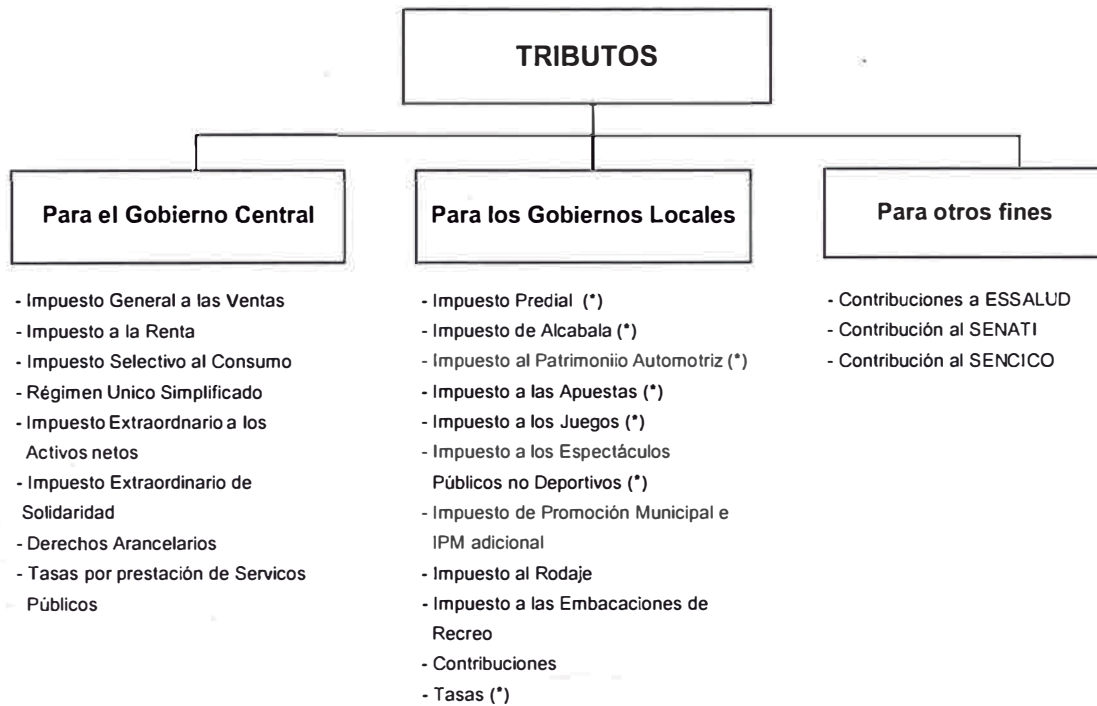 TRIBUTOS
Para el Gobierno Central
- Impuesto General a las Ventas
- Impuesto a la Renta
- Impuesto Selectivo al Consumo
- Régimen Unico Simplificado
- Impuesto Extraordnario a los
Activos netos
- Impuesto Extraordinario de
Solidaridad
- Derechos Arancelarios
- Tasas por prestación de Servicos
Públicos
Para los Gobiernos Locales
- Impuesto Predial (*)
- Impuesto de Alcabala (*)
- Impuesto al Patrimoniio Automotriz (*)
- Impuesto a las Apuestas (*)
- Impuesto a los Juegos (*)
- Impuesto a los Espectáculos
Públicos no Deportivos (*)
- Impuesto de Promoción Municipal e
IPM adicional
- Impuesto al Rodaje
- Impuesto a las Embacaciones de
Recreo
- Contribuciones
- Tasas (*)
Para otros fines
- Contribuciones a ESSALUD
- Contribución al SENATI
- Contribución al SENCICO